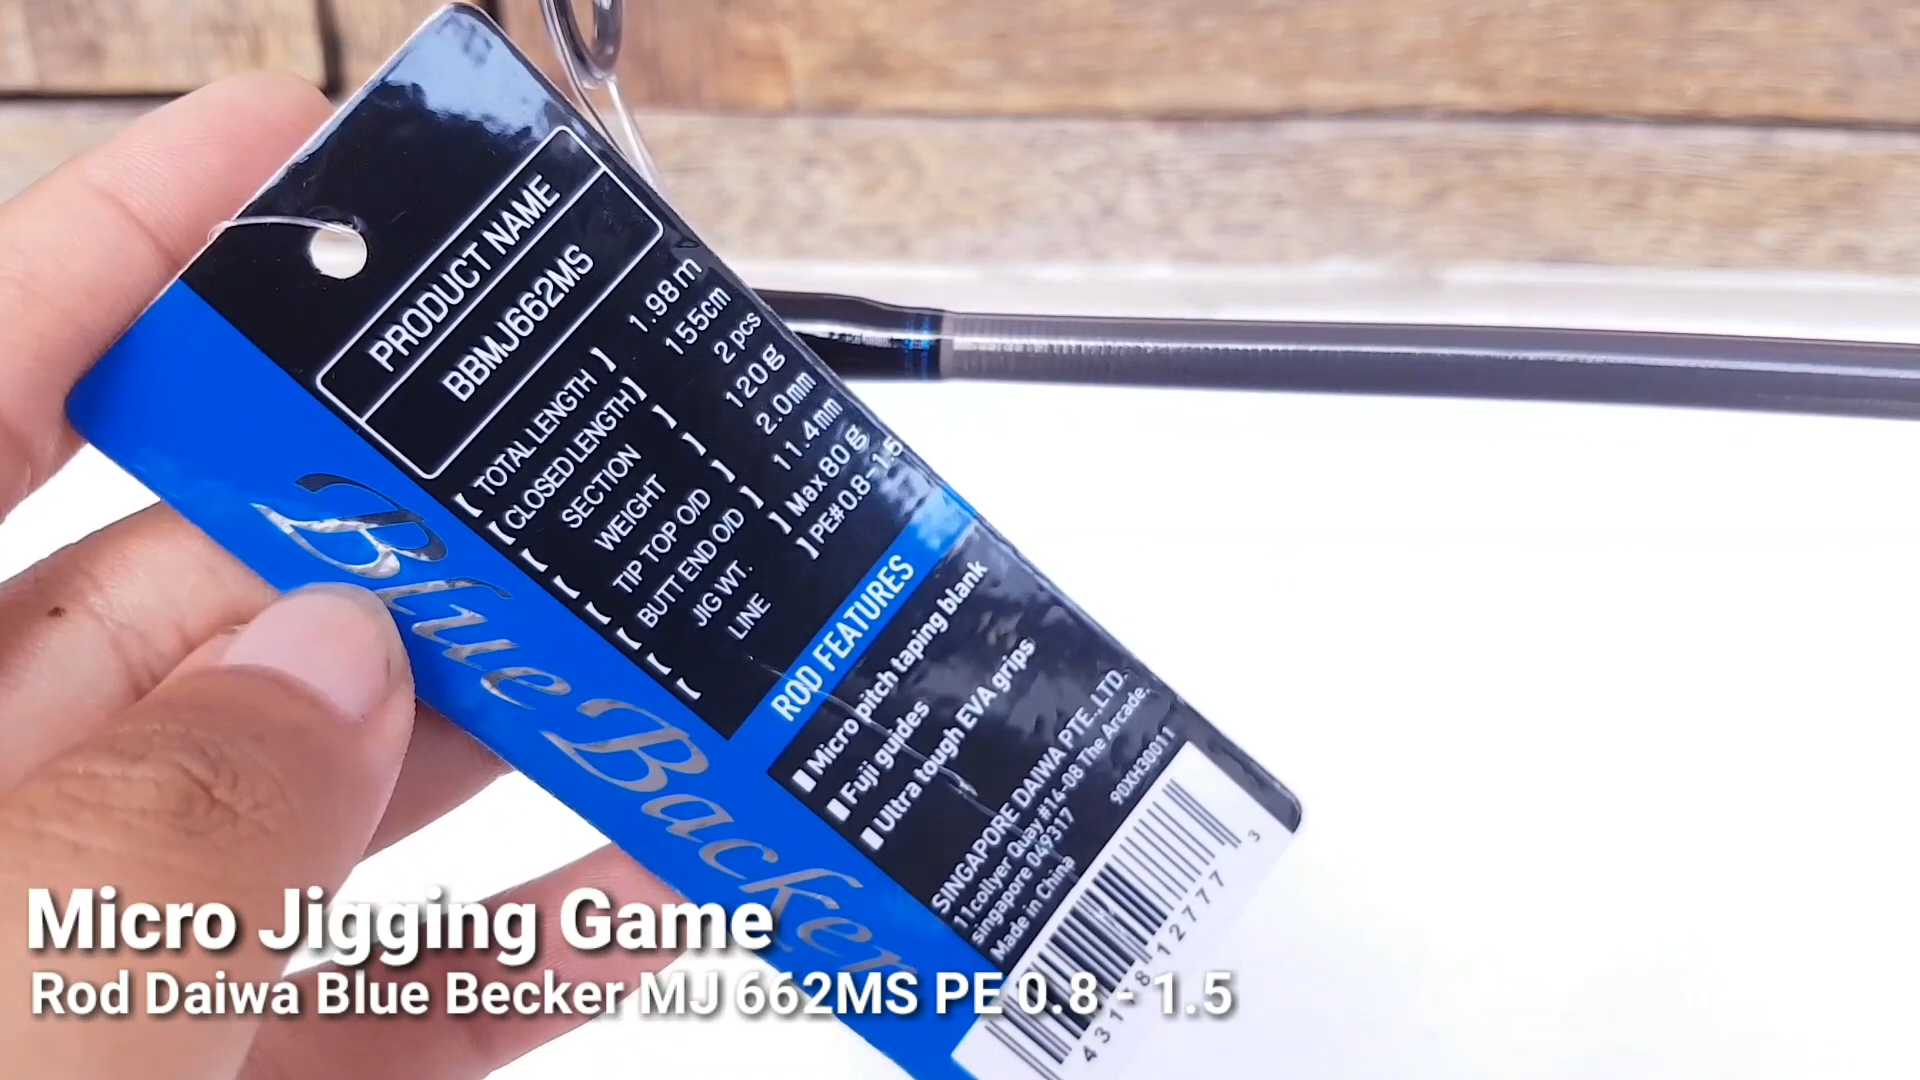 PRODUCT NAME
BBMJ662MS
【 TOTAL LENGTH 】 1.98m
【 CLOSED LENGTH 】 155cm
【 SECTION 】 2pcs
【 WEIGHT 】 120g
【 TIP TOP O/D 】 2.0mm
【 BUTT END O/D 】 11.4mm
【 JIG WT. 】 Max80g
【 LINE 】 PE#0.8-1.5
ROD FEATURES
Micro pitch taping blank
Fuji guides
Ultra tough EVA grips
SINGAPORE DAIWA PTE.,LTD.
11collyer Quay #14-08 The Arcade.
singapore 049317
Made in China
90XH30011
Blue Backer
Micro Jigging Game
Rod Daiwa Blue Becker MJ 662MS PE 0.8 - 1.5